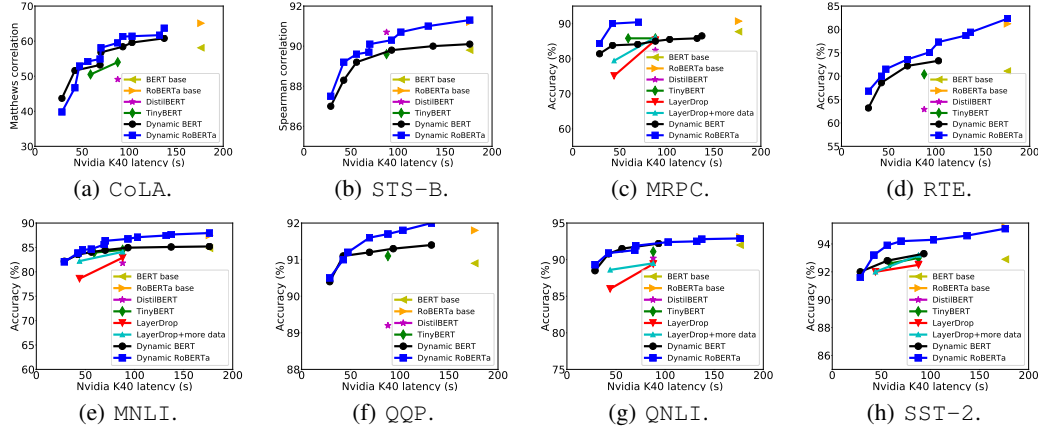 Matthews correlation
70
60
50
40
30
0 50 100 150 200
Nvidia K40 latency (s)
BERT base
RoBERTa base
DistilBERT
TinyBERT
Dynamic BERT
Dynamic RoBERTa
(a) CoLA.
Spearman correlation
90
88
86
0 50 100 150 200
Nvidia K40 latency (s)
BERT base
RoBERTa base
DistilBERT
TinyBERT
Dynamic BERT
Dynamic RoBERTa
(b) STS-B.
Accuracy (%)
90
80
70
60
0 50 100 150 200
Nvidia K40 latency (s)
BERT base
RoBERTa base
DistilBERT
TinyBERT
LayerDrop
LayerDrop+more data
Dynamic BERT
Dynamic RoBERTa
(c) MRPC.
Accuracy (%)
85
80
75
70
65
60
55
0 50 100 150 200
Nvidia K40 latency (s)
BERT base
RoBERTa base
DistilBERT
TinyBERT
Dynamic BERT
Dynamic RoBERTa
(d) RTE.
Accuracy (%)
90
85
80
75
70
65
60
0 50 100 150 200
Nvidia K40 latency (s)
BERT base
RoBERTa base
DistilBERT
TinyBERT
LayerDrop
LayerDrop+more data
Dynamic BERT
Dynamic RoBERTa
(e) MNLI.
Accuracy (%)
92
91
90
89
88
0 50 100 150 200
Nvidia K40 latency (s)
BERT base
RoBERTa base
DistilBERT
TinyBERT
Dynamic BERT
Dynamic RoBERTa
(f) QQP.
Accuracy (%)
95
90
85
80
75
0 50 100 150 200
Nvidia K40 latency (s)
BERT base
RoBERTa base
DistilBERT
TinyBERT
LayerDrop
LayerDrop+more data
Dynamic BERT
Dynamic RoBERTa
(g) QNLI.
Accuracy (%)
94
92
90
88
86
0 50 100 150 200
Nvidia K40 latency (s)
BERT base
RoBERTa base
DistilBERT
TinyBERT
LayerDrop
LayerDrop+more data
Dynamic BERT
Dynamic RoBERTa
(h) SST-2.